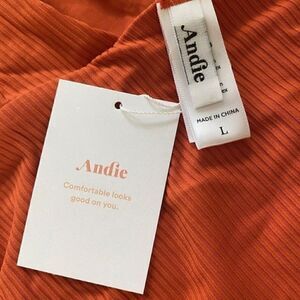 Andie
Comfortable looks
good on you.
Andie
MADE IN CHINA
L